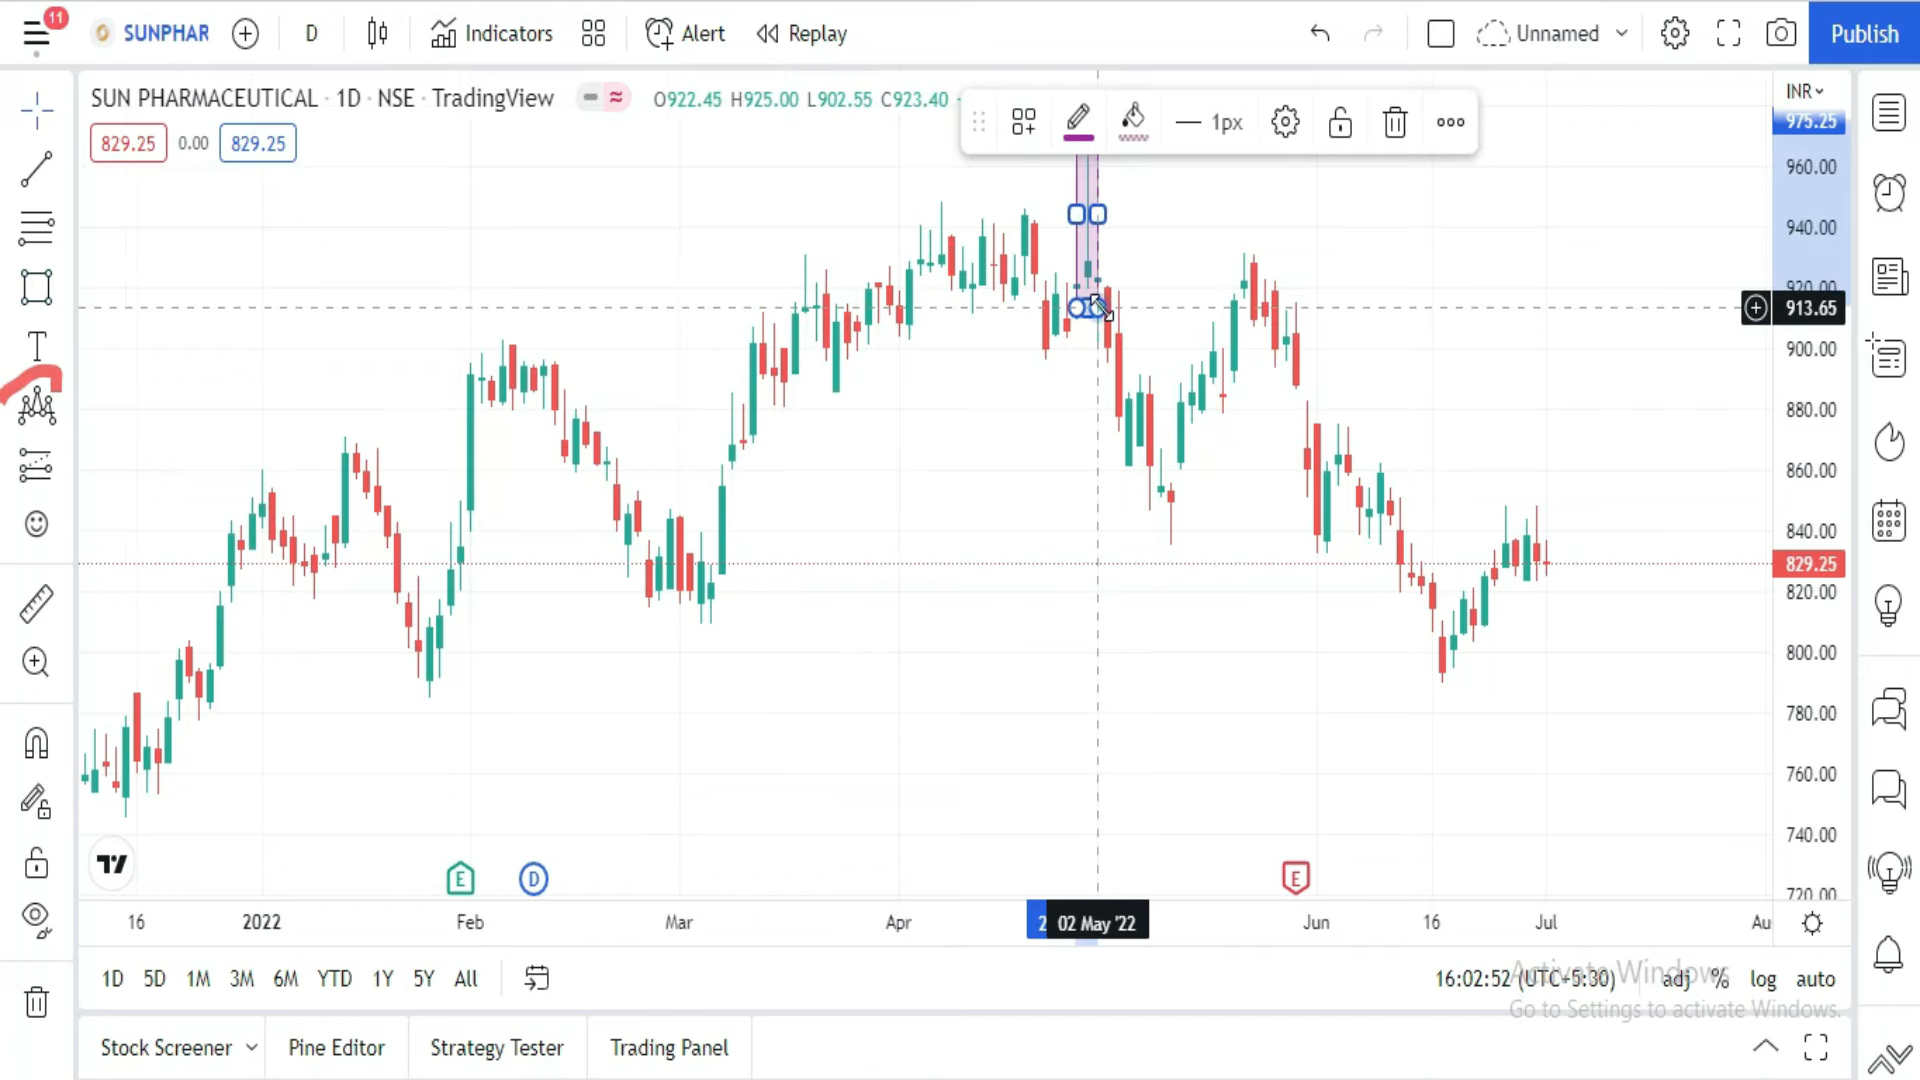 11
SUNPHAR
D
Indicators
Alert
Replay
Unnamed
Publish
SUN PHARMACEUTICAL · 1D · NSE · TradingView
O922.45 H925.00 L902.55 C923.40
INR
829.25 0.00 829.25
1px
975.25
960.00
940.00
920.00
913.65
900.00
880.00
860.00
840.00
829.25
820.00
800.00
780.00
760.00
740.00
720.00
T
E
D
E
16 2022 Feb Mar Apr 2 02 May '22 Jun 16 Jul Au
1D 5D 1M 3M 6M YTD 1Y 5Y All
16:02:52 (UTC+5:30) adj % log auto
Activate Windows
Go to Settings to activate Windows.
Stock Screener Pine Editor Strategy Tester Trading Panel